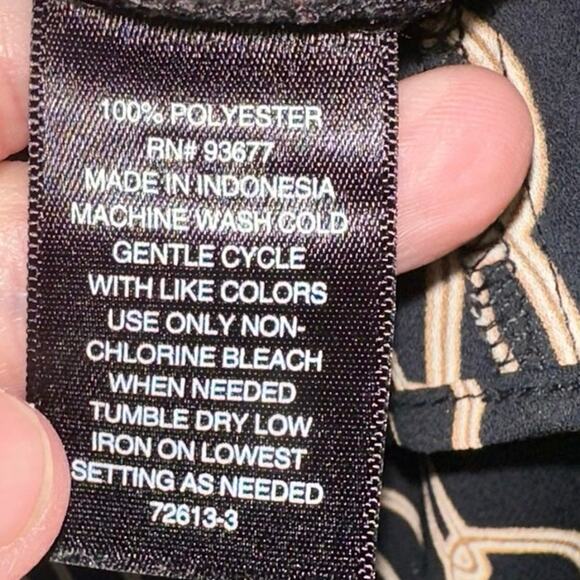 100% POLYESTER
RN# 93677
MADE IN INDONESIA
MACHINE WASH COLD
GENTLE CYCLE
WITH LIKE COLORS
USE ONLY NON-
CHLORINE BLEACH
WHEN NEEDED
TUMBLE DRY LOW
IRON ON LOWEST
SETTING AS NEEDED
72613-3